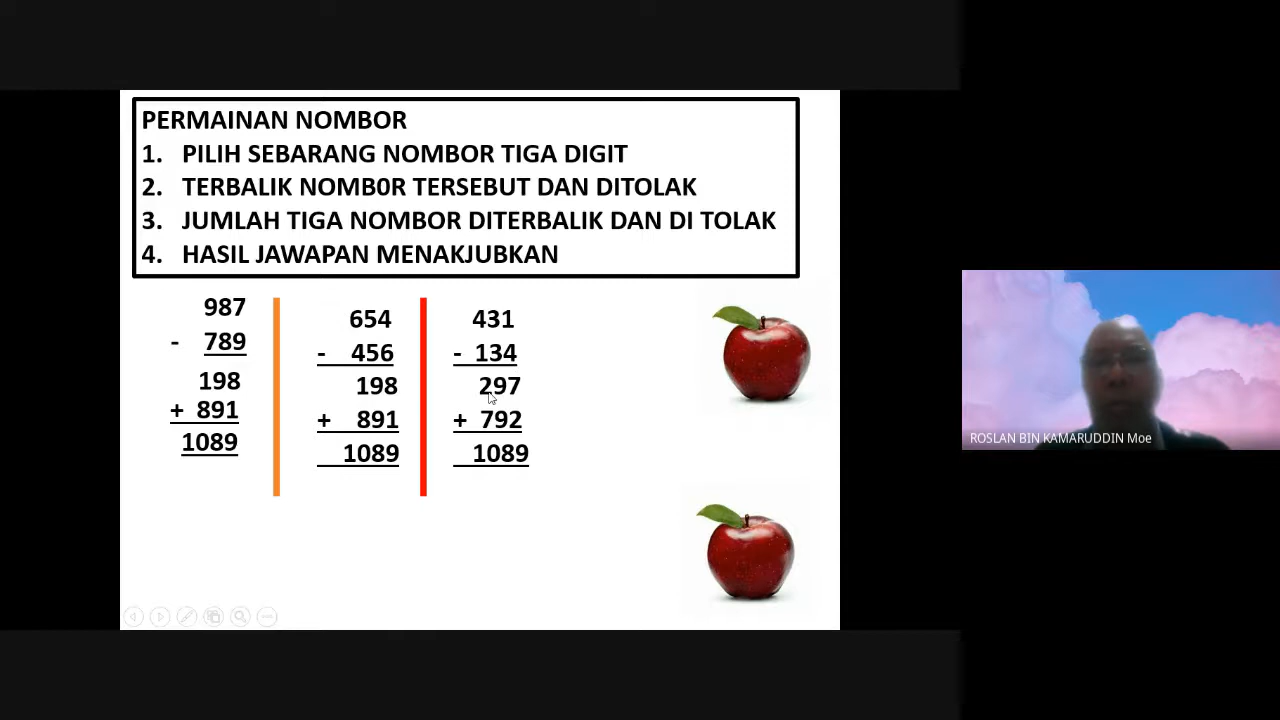 PERMAINAN NOMBOR
1. PILIH SEBARANG NOMBOR TIGA DIGIT
2. TERBALIK NOMB0R TERSEBUT DAN DITOLAK
3. JUMLAH TIGA NOMBOR DITERBALIK DAN DI TOLAK
4. HASIL JAWAPAN MENAKJUBKAN
987
- 789
198
+ 891
1089
654
- 456
198
+ 891
1089
431
- 134
297
+ 792
1089
ROSLAN BIN KAMARUDDIN Moe